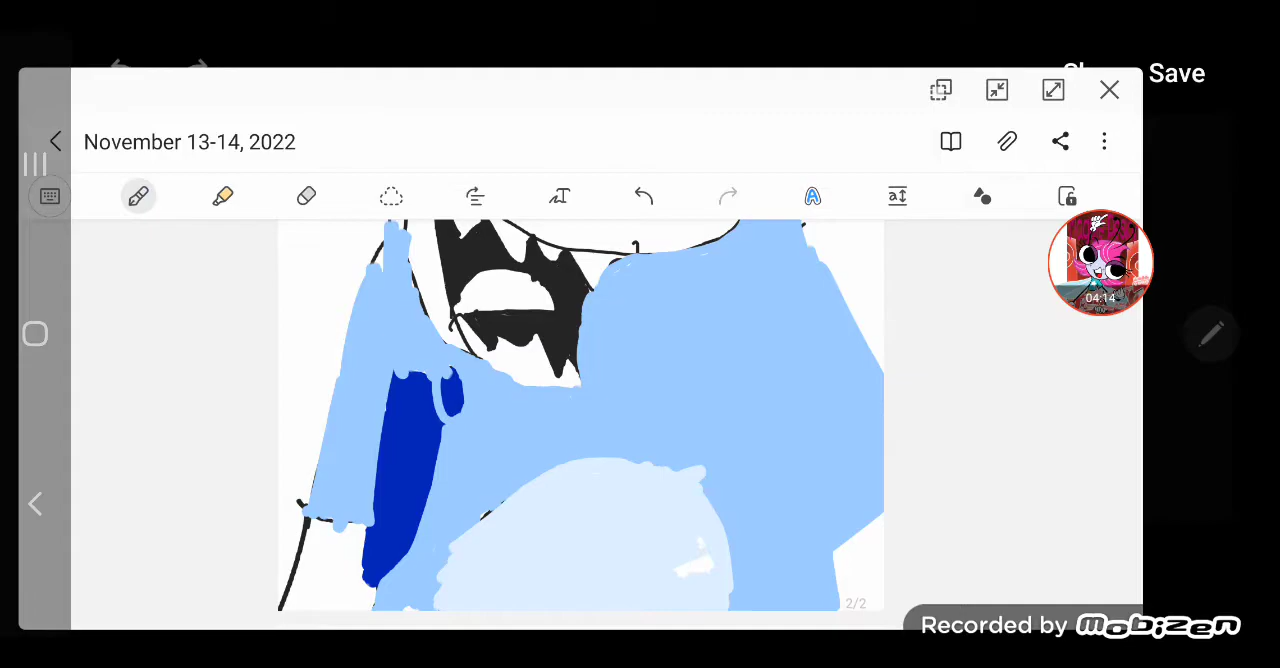 Save
November 13-14, 2022
04:14
2/2
Recorded by mobizen